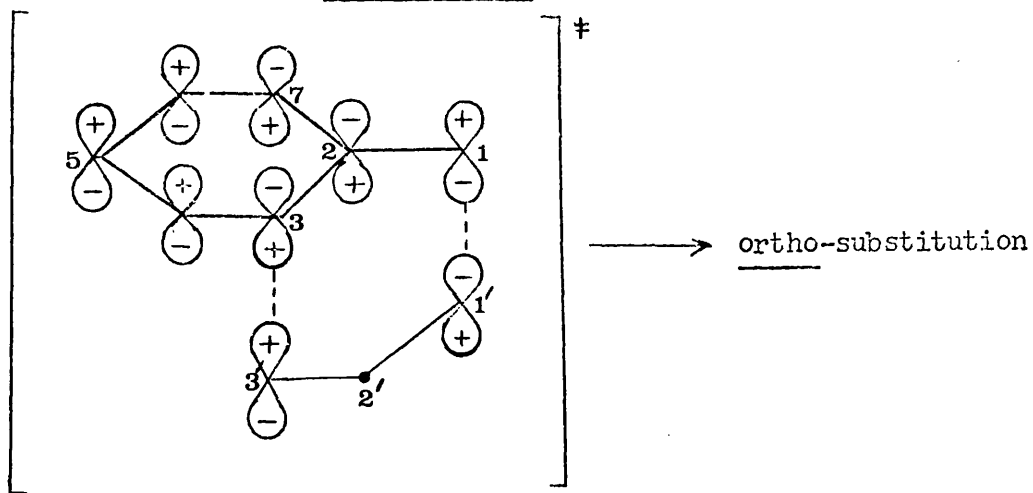 ‡
+ -
+ - + 7 - +
5 2 1
- + - + -
- + 3 -
+ ortho-substitution
- 1'
+ +
3' 2'
-